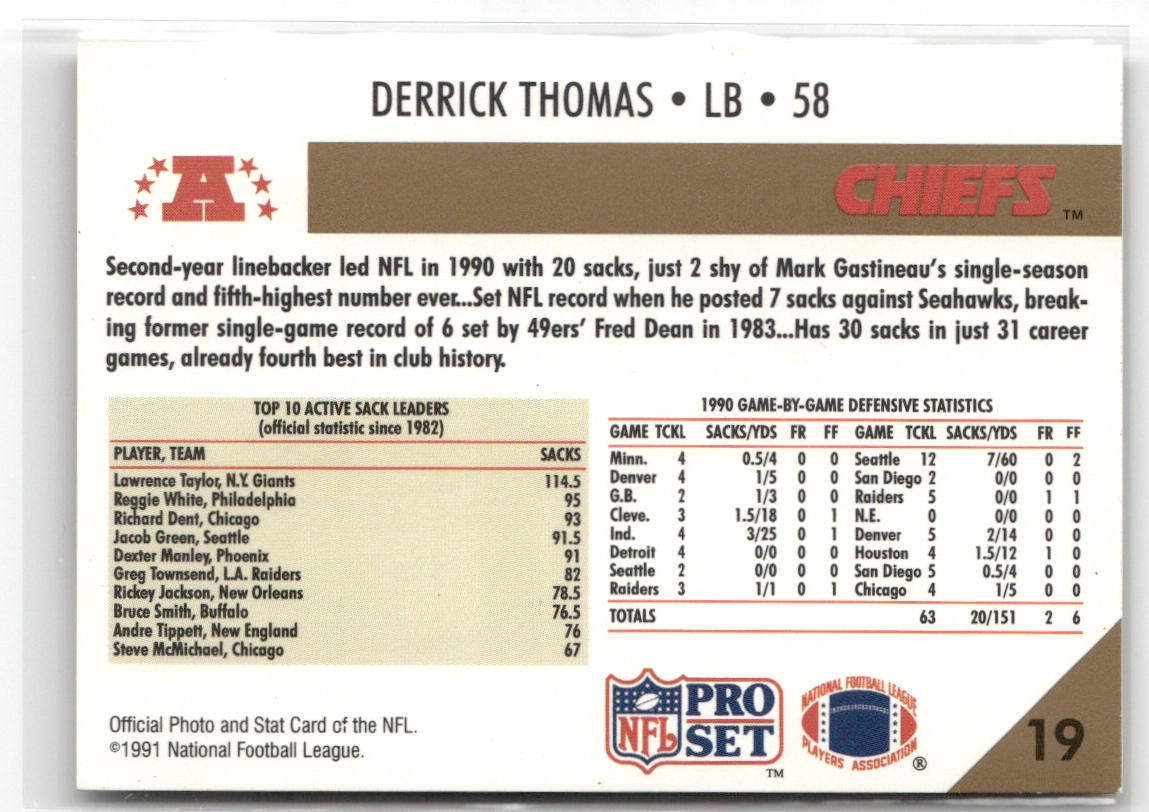 DERRICK THOMAS • LB • 58
A
CHIEFS TM
Second-year linebacker led NFL in 1990 with 20 sacks, just 2 shy of Mark Gastineau's single-season
record and fifth-highest number ever...Set NFL record when he posted 7 sacks against Seahawks, break-
ing former single-game record of 6 set by 49ers' Fred Dean in 1983...Has 30 sacks in just 31 career
games, already fourth best in club history.
TOP 10 ACTIVE SACK LEADERS
(official statistic since 1982)
PLAYER, TEAM SACKS
Lawrence Taylor, N.Y. Giants 114.5
Reggie White, Philadelphia 95
Richard Dent, Chicago 93
Jacob Green, Seattle 91.5
Dexter Manley, Phoenix 91
Greg Townsend, L.A. Raiders 82
Rickey Jackson, New Orleans 78.5
Bruce Smith, Buffalo 76.5
Andre Tippett, New England 76
Steve McMichael, Chicago 67
1990 GAME-BY-GAME DEFENSIVE STATISTICS
GAME TCKL SACKS/YDS FR FF GAME TCKL SACKS/YDS FR FF
Minn. 4 0.5/4 0 0 Seattle 12 7/60 0 2
Denver 4 1/5 0 0 San Diego 2 0/0 0 0
G.B. 2 1/3 0 0 Raiders 5 0/0 1 1
Cleve. 3 1.5/18 0 1 N.E. 0 0/0 0 0
Ind. 4 3/25 0 1 Denver 5 2/14 0 0
Detroit 4 0/0 0 0 Houston 4 1.5/12 1 0
Seattle 2 0/0 0 0 San Diego 5 0.5/4 0 0
Raiders 3 1/1 0 1 Chicago 4 1/5 0 0
TOTALS 63 20/151 2 6
Official Photo and Stat Card of the NFL.
©1991 National Football League.
NFL PRO SET TM
NATIONAL FOOTBALL LEAGUE
PLAYERS ASSOCIATION ®
19